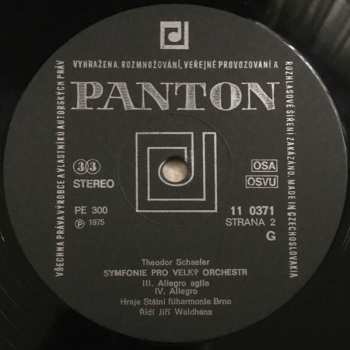 VŠECHNA PRÁVA VÝROBCE A VLASTNÍKU AUTORSKÝCH PRÁV VYHRAŽENA. ROZMNOŽOVÁNÍ, VEŘEJNÉ PROVOZOVÁNÍ A ROZHLASOVÉ ŠÍŘENÍ ZAKÁZÁNO. MADE IN CZECHOSLOVAKIA
PANTON
33
STEREO
OSA
OSVU
PE 300
11 0371
℗ 1975
STRANA 2
G
Theodor Schaefer
SYMFONIE PRO VELKÝ ORCHESTR
III. Allegro agile
IV. Allegro
Hraje Státní filharmonie Brno
Řídí Jiří Waldhans